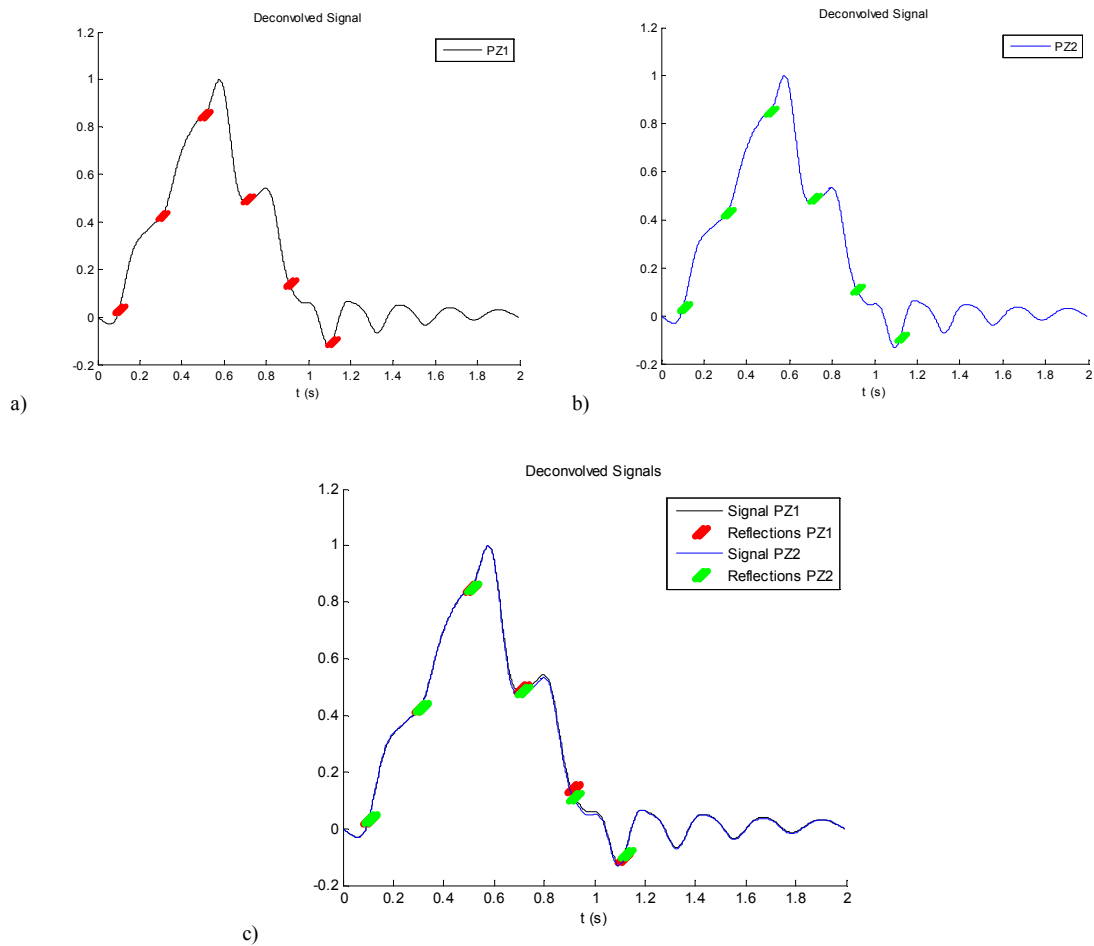 Deconvolved Signal
PZ1
1.2
1
0.8
0.6
0.4
0.2
0
-0.2
0 0.2 0.4 0.6 0.8 1 1.2 1.4 1.6 1.8 2
t (s)
a)
Deconvolved Signal
PZ2
1.2
1
0.8
0.6
0.4
0.2
0
-0.2
0 0.2 0.4 0.6 0.8 1 1.2 1.4 1.6 1.8 2
t (s)
b)
Deconvolved Signals
Signal PZ1
Reflections PZ1
Signal PZ2
Reflections PZ2
1.2
1
0.8
0.6
0.4
0.2
0
-0.2
0 0.2 0.4 0.6 0.8 1 1.2 1.4 1.6 1.8 2
t (s)
c)